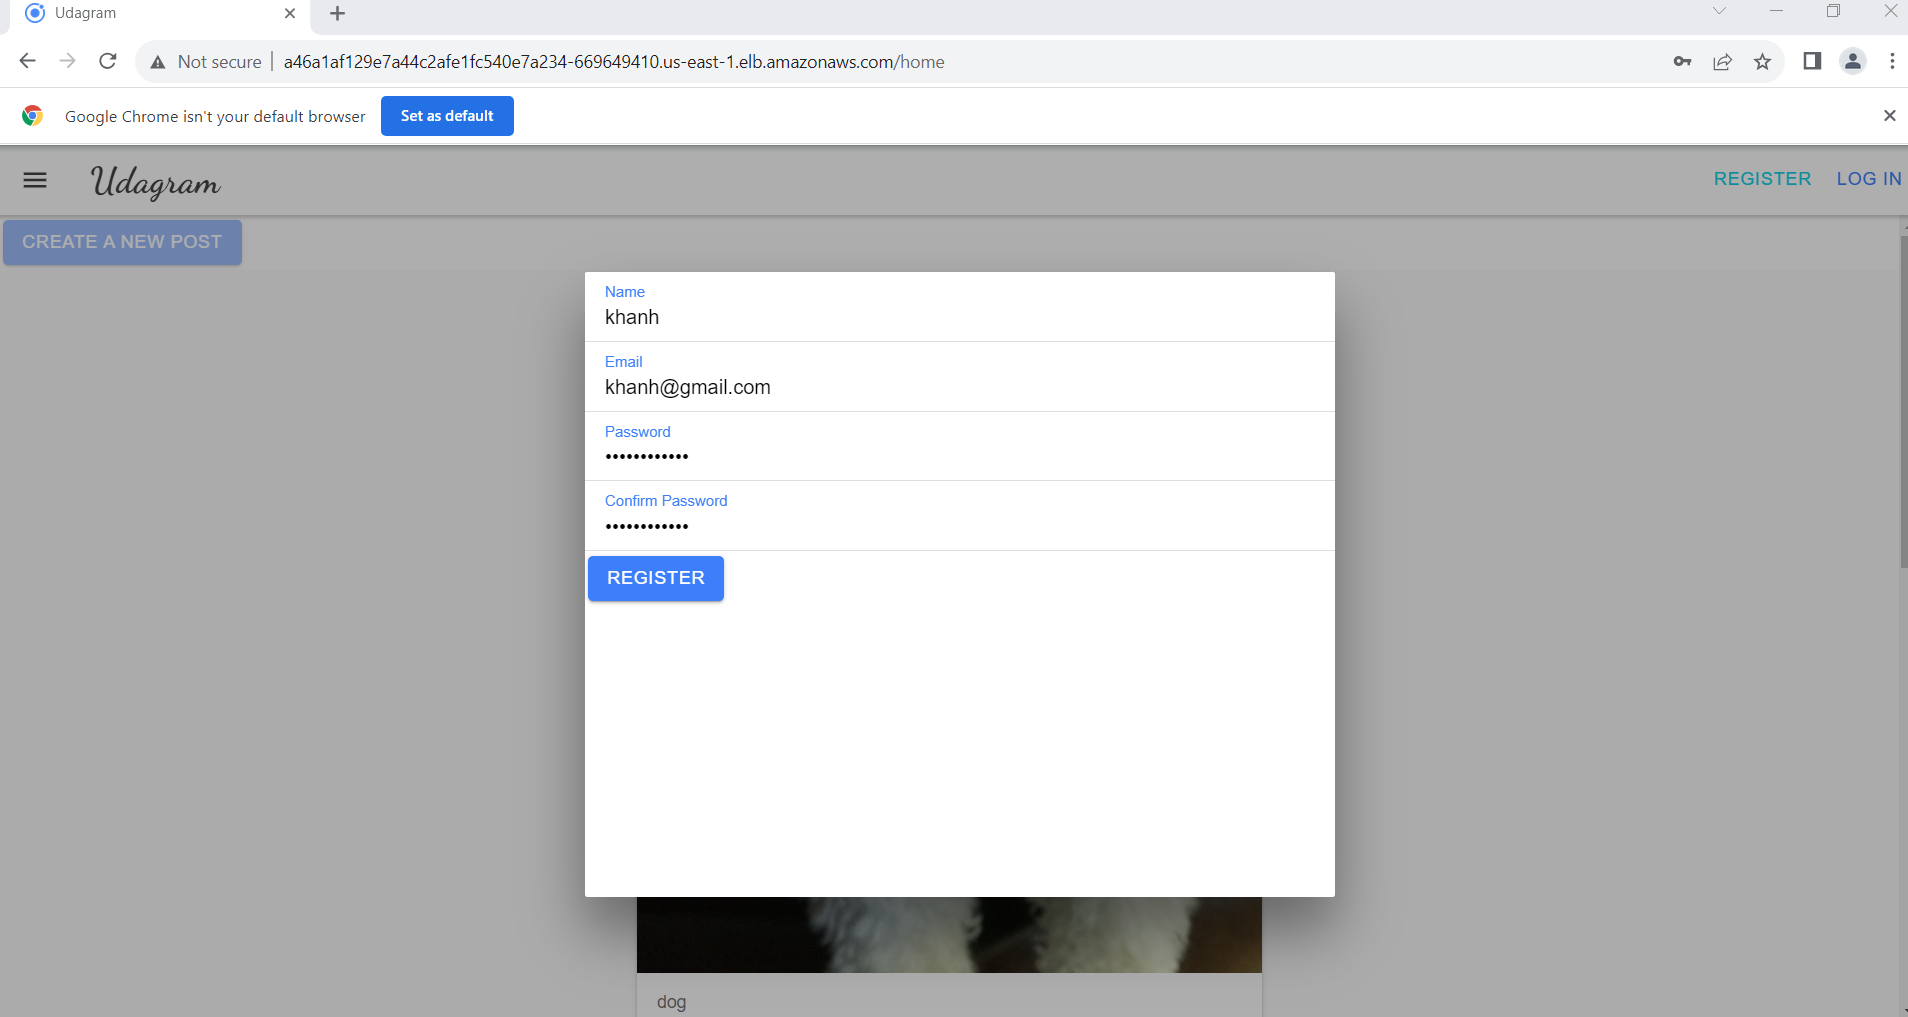 Udagram
Not secure
a46a1af129e7a44c2afe1fc540e7a234-669649410.us-east-1.elb.amazonaws.com/home
Google Chrome isn't your default browser
Set as default
Udagram
REGISTER
LOG IN
CREATE A NEW POST
Name
khanh
Email
khanh@gmail.com
Password
••••••••••••
Confirm Password
••••••••••••
REGISTER
dog